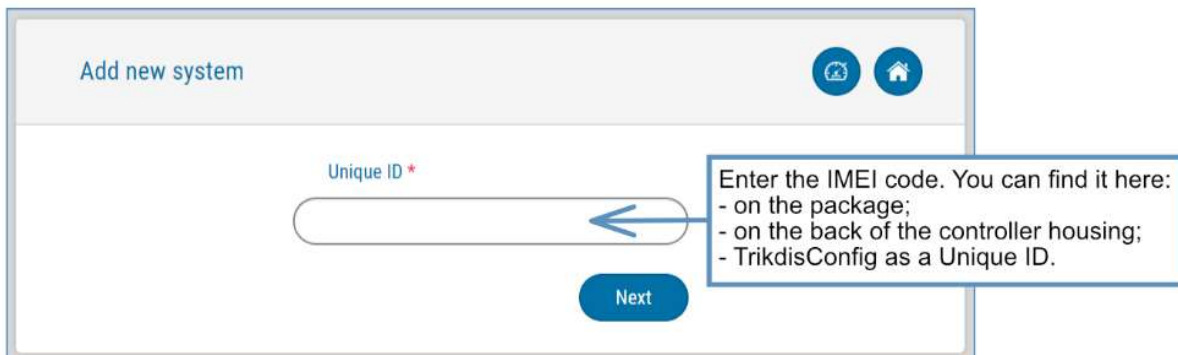 Add new system
Unique ID *
Enter the IMEI code. You can find it here:
- on the package;
- on the back of the controller housing;
- TrikdisConfig as a Unique ID.
Next